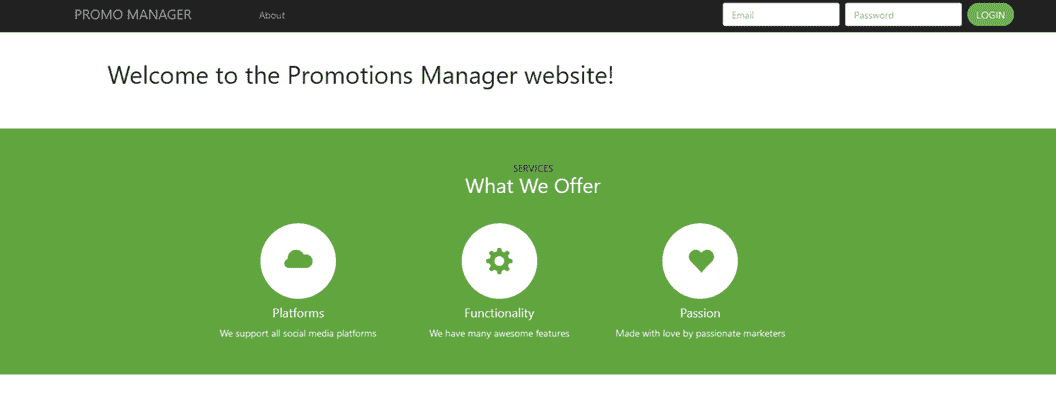 PROMO MANAGER About Email Password LOGIN
Welcome to the Promotions Manager website!
SERVICES
What We Offer
Platforms Functionality Passion
We support all social media platforms We have many awesome features Made with love by passionate marketers